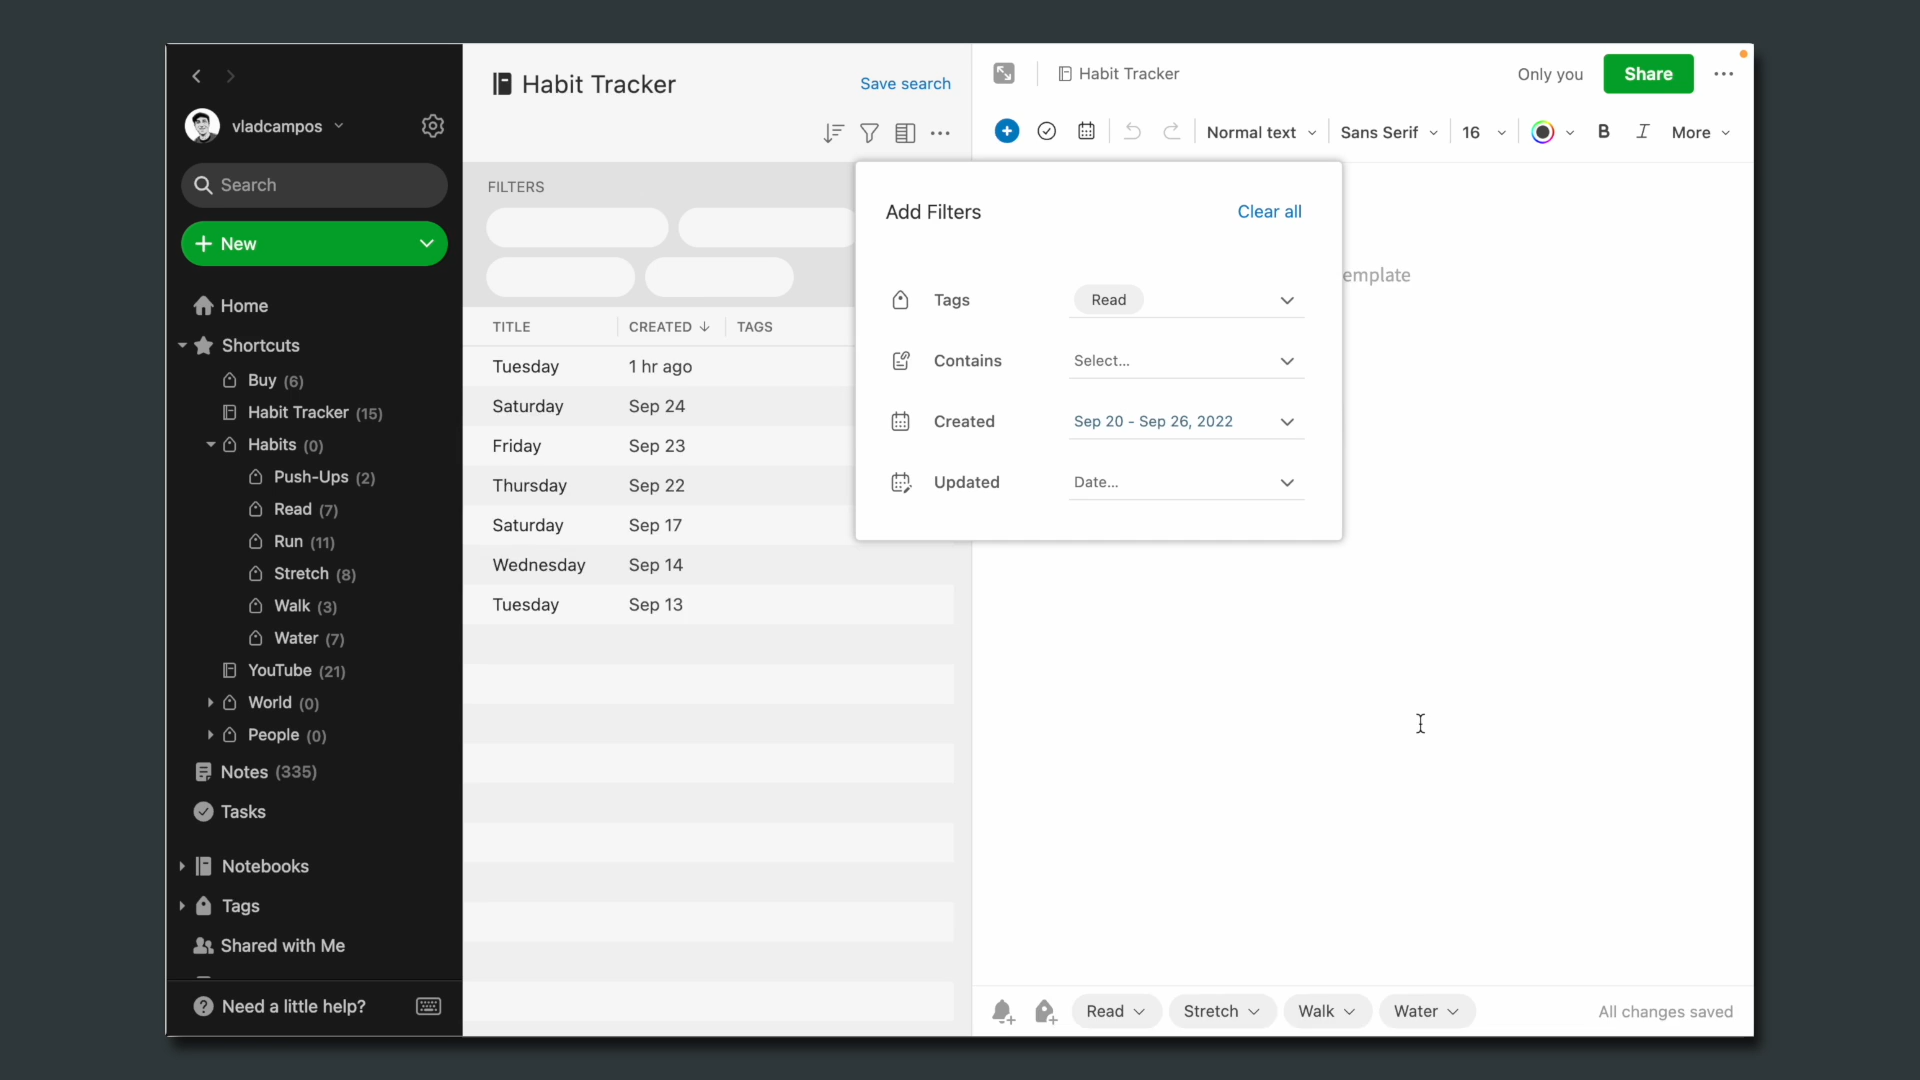 vladcampos
Search
New
Home
Shortcuts
Buy (6)
Habit Tracker (15)
Habits (0)
Push-Ups (2)
Read (7)
Run (11)
Stretch (8)
Walk (3)
Water (7)
YouTube (21)
World (0)
People (0)
Notes (335)
Tasks
Notebooks
Tags
Shared with Me
Need a little help?
Habit Tracker
Save search
FILTERS
TITLE CREATED TAGS
Tuesday 1 hr ago
Saturday Sep 24
Friday Sep 23
Thursday Sep 22
Saturday Sep 17
Wednesday Sep 14
Tuesday Sep 13
Habit Tracker
Only you
Share
Normal text Sans Serif 16 B I More
Add Filters Clear all
Tags Read
Contains Select...
Created Sep 20 - Sep 26, 2022
Updated Date...
Read Stretch Walk Water
All changes saved